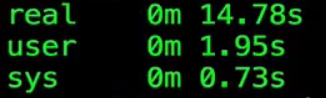 real 0m 14.78s
user 0m 1.95s
sys 0m 0.73s